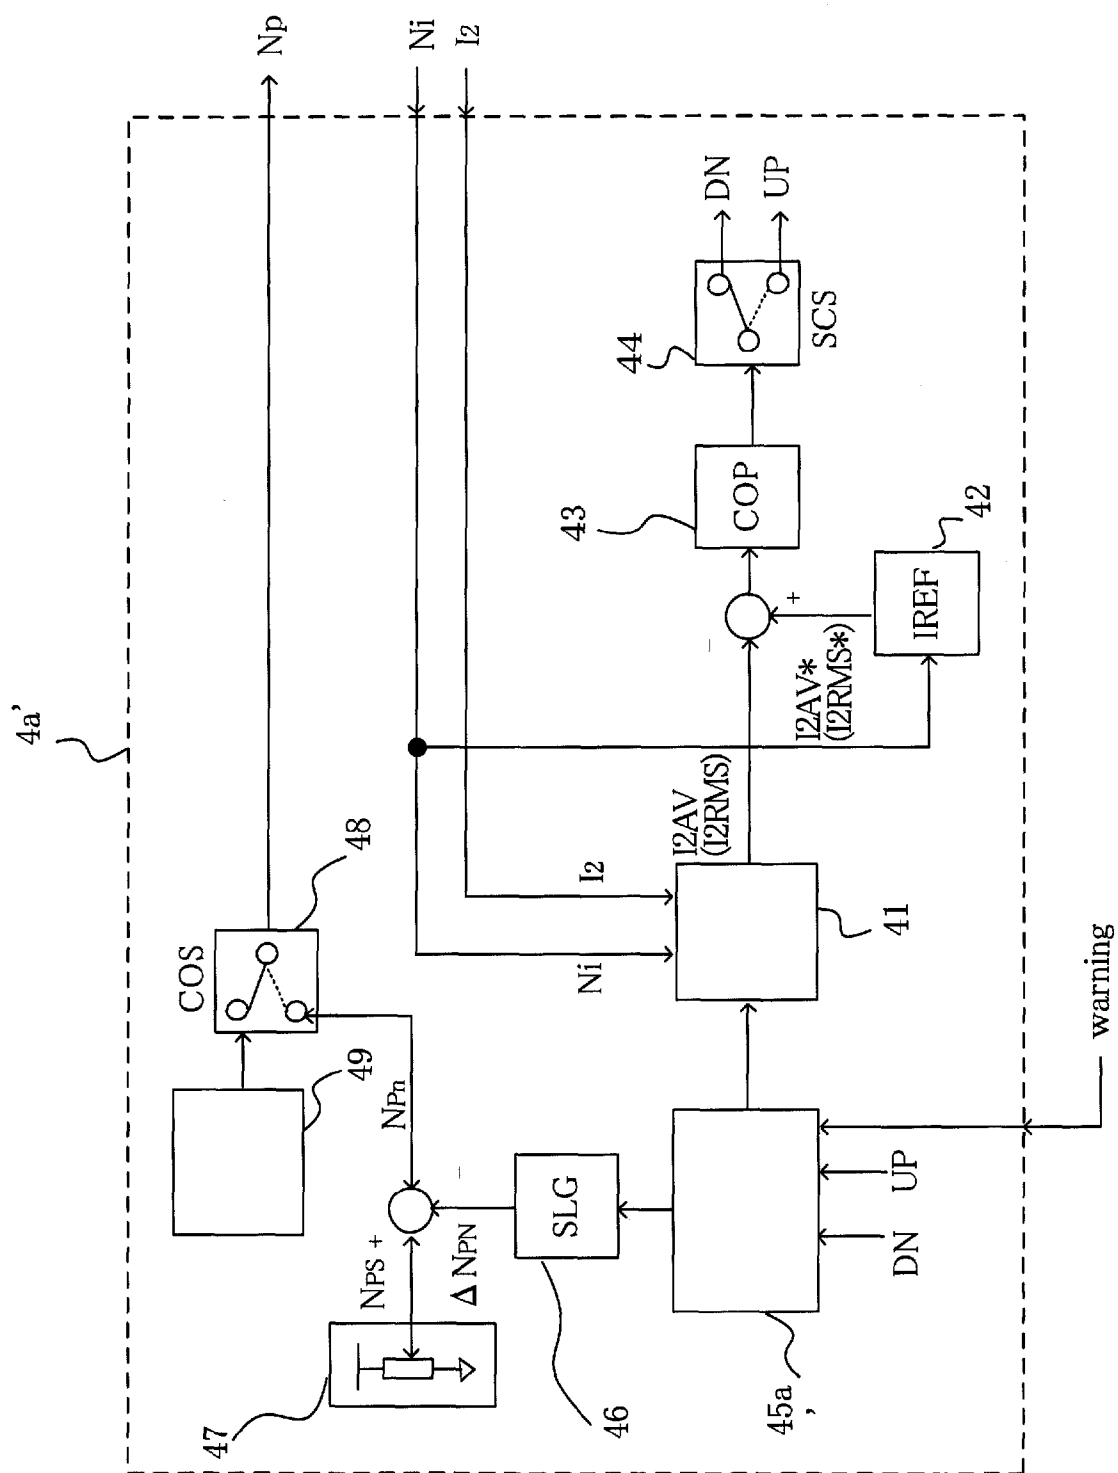 4a'
47
NPS +
ΔNPN
NPn
49
COS
48
Np
46
SLG
−
45a'
DN
UP
warning
Ni
I2
41
I2AV
(I2RMS)
−
I2AV*
(I2RMS*)
+
IREF
42
43
COP
44
SCS
DN
UP
Ni
I2